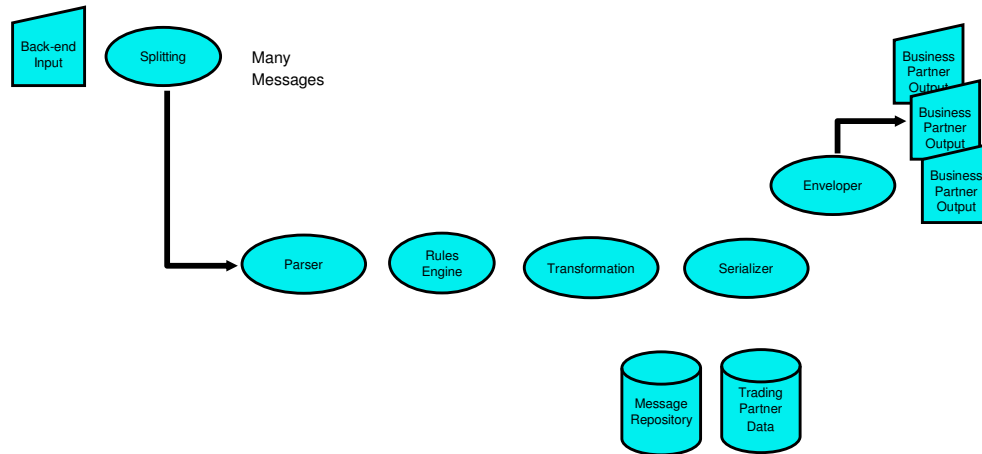 Back-end
Input
Splitting
Many
Messages
Business
Partner
Output
Business
Partner
Output
Business
Partner
Output
Enveloper
Parser
Rules
Engine
Transformation
Serializer
Message
Repository
Trading
Partner
Data